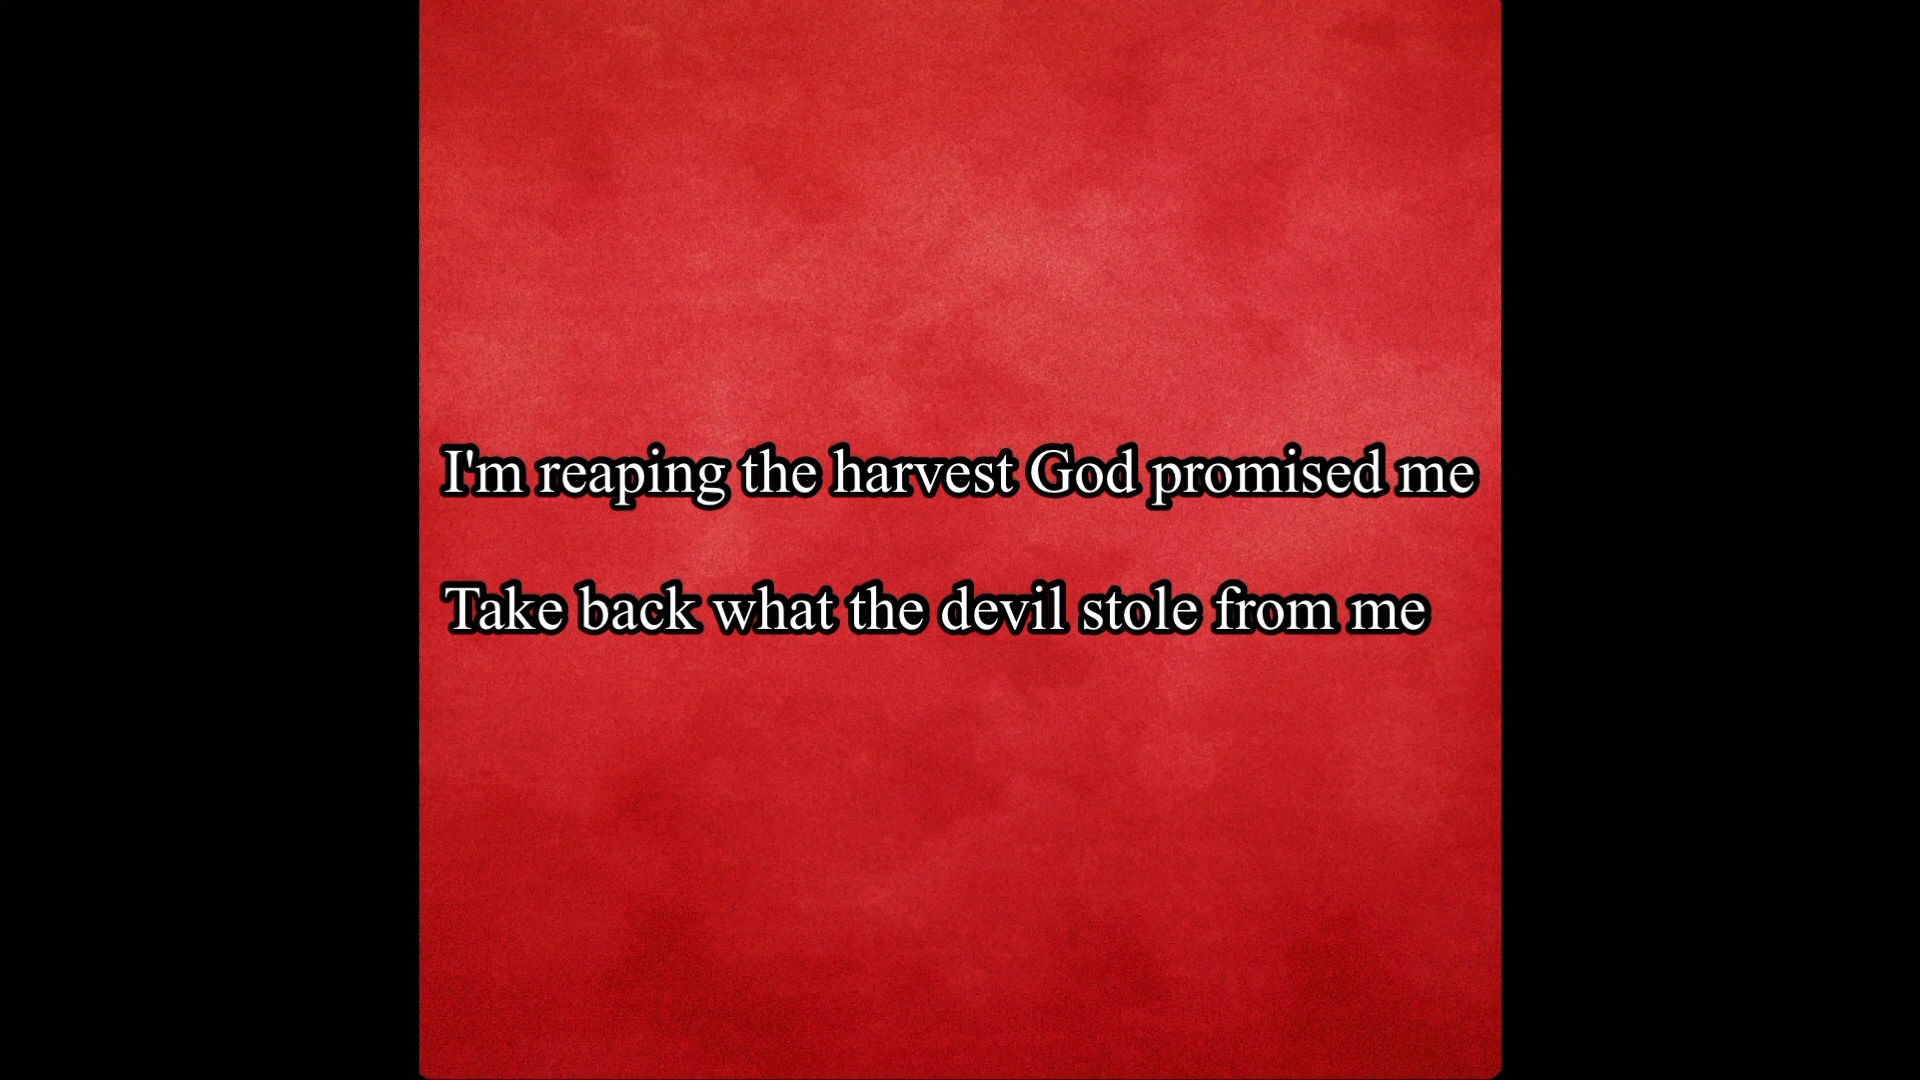 I'm reaping the harvest God promised me
Take back what the devil stole from me